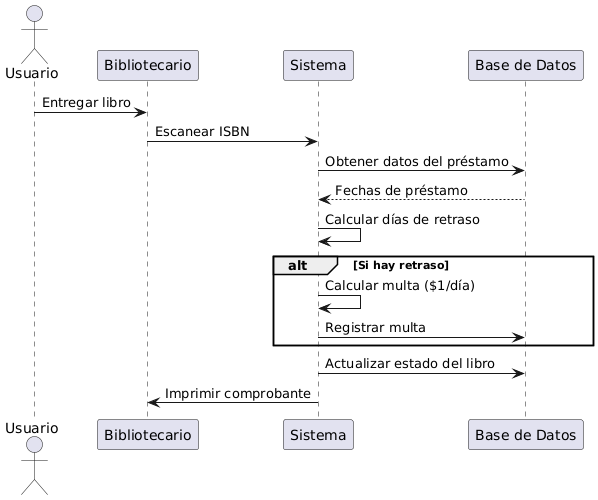 Usuario
Bibliotecario
Sistema
Base de Datos
Entregar libro
Escanear ISBN
Obtener datos del préstamo
Fechas de préstamo
Calcular días de retraso
alt [Si hay retraso]
Calcular multa ($1/día)
Registrar multa
Actualizar estado del libro
Imprimir comprobante
Usuario
Bibliotecario
Sistema
Base de Datos